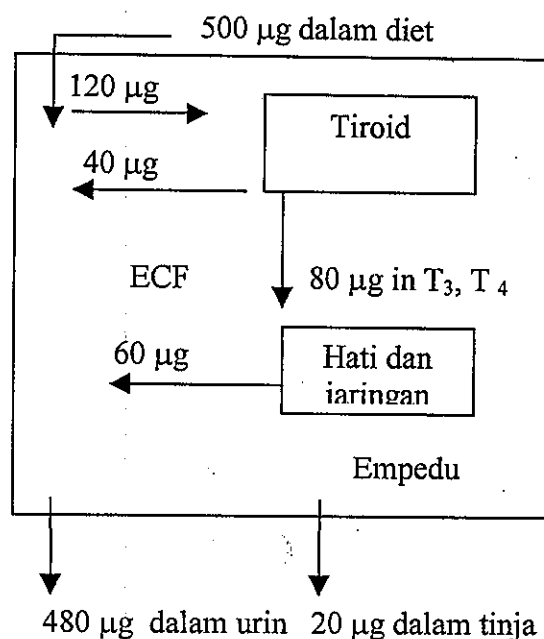 500 µg dalam diet
120 µg
Tiroid
40 µg
ECF
80 µg in T₃, T ₄
60 µg
Hati dan
jaringan
Empedu
480 µg dalam urin
20 µg dalam tinja